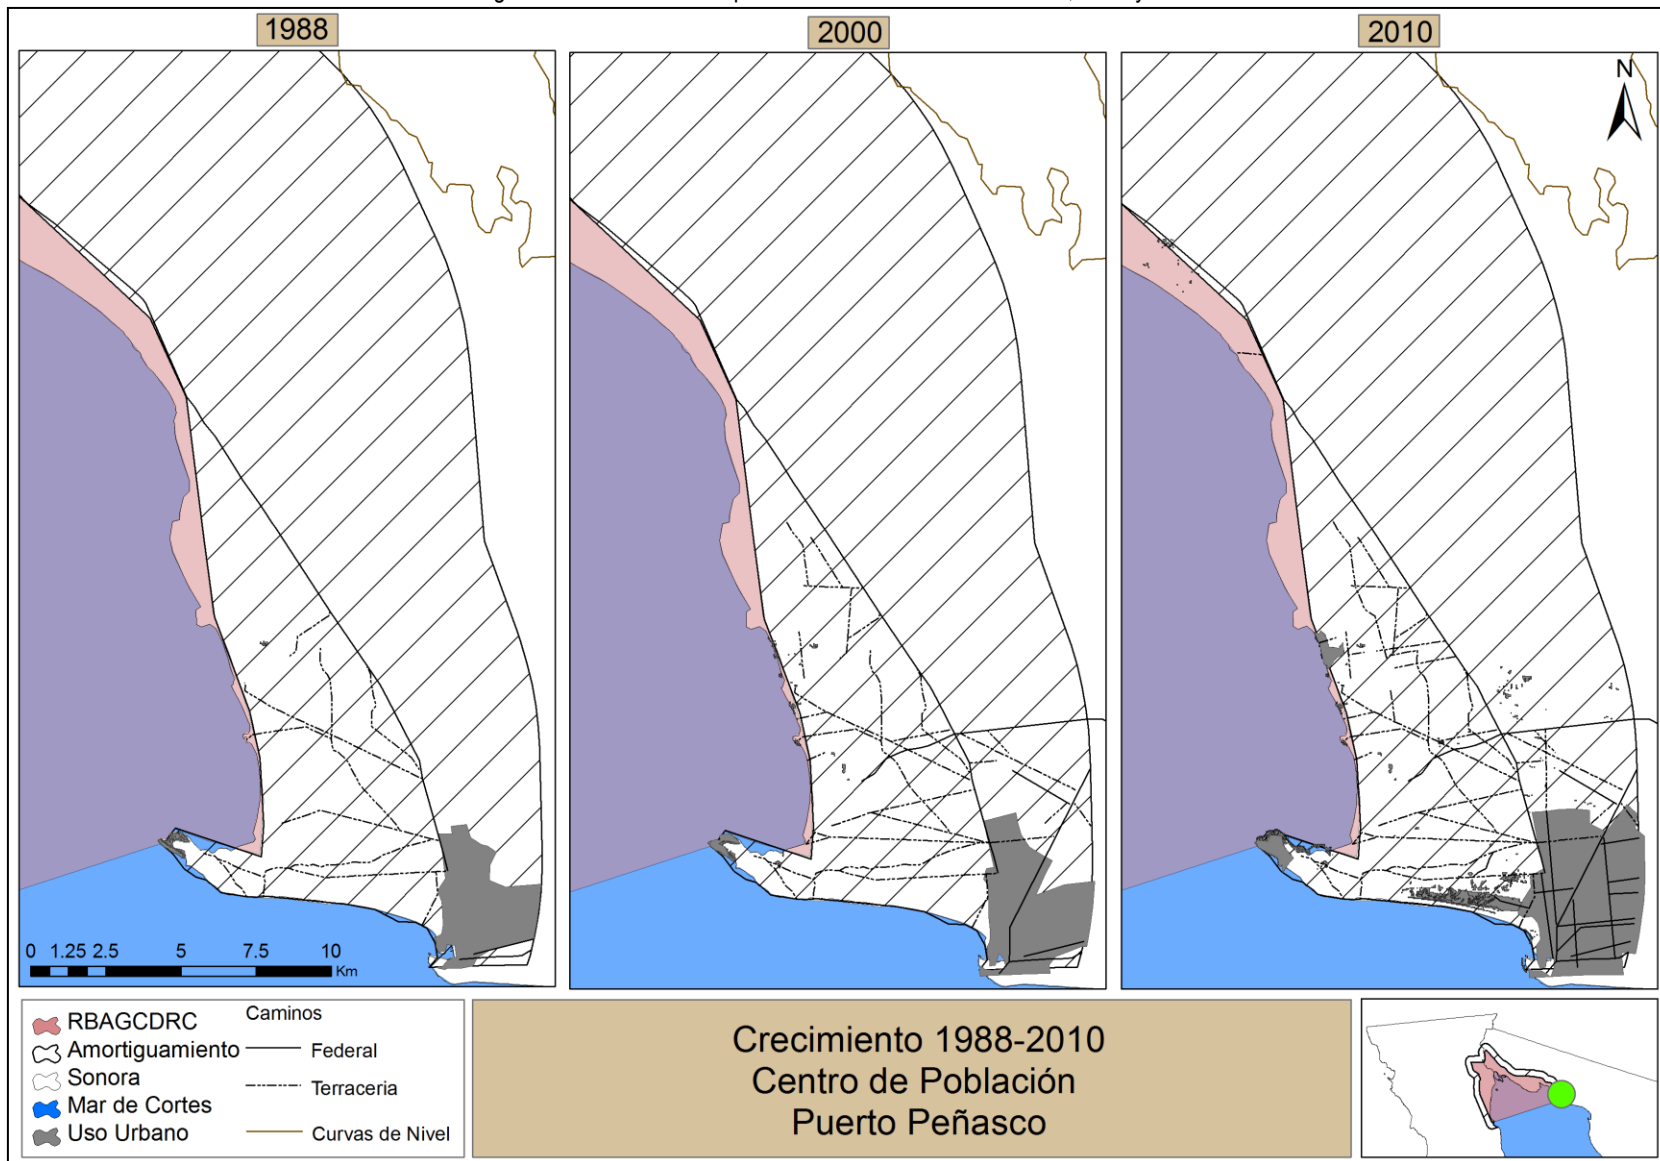 1988
2000
2010
N
0 1.25 2.5 5 7.5 10
Km
RBAGCDRC
Amortiguamiento
Sonora
Mar de Cortes
Uso Urbano
Caminos
Federal
Terraceria
Curvas de Nivel
Crecimiento 1988-2010
Centro de Población
Puerto Peñasco